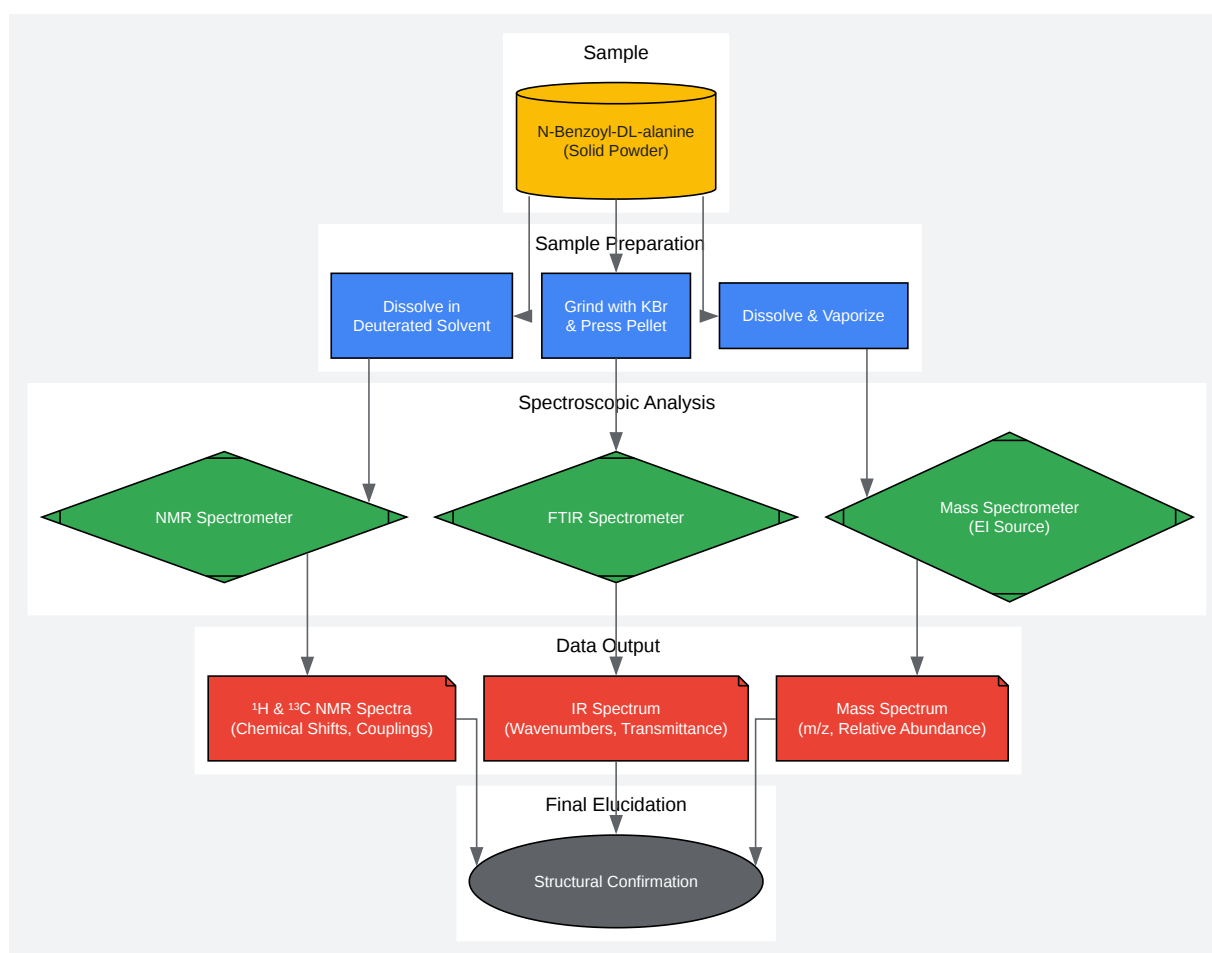 Sample
N-Benzoyl-DL-alanine
(Solid Powder)
Sample Preparation
Dissolve in
Deuterated Solvent
Grind with KBr
& Press Pellet
Dissolve & Vaporize
Spectroscopic Analysis
NMR Spectrometer
FTIR Spectrometer
Mass Spectrometer
(EI Source)
Data Output
¹H & ¹³C NMR Spectra
(Chemical Shifts, Couplings)
IR Spectrum
(Wavenumbers, Transmittance)
Mass Spectrum
(m/z, Relative Abundance)
Final Elucidation
Structural Confirmation